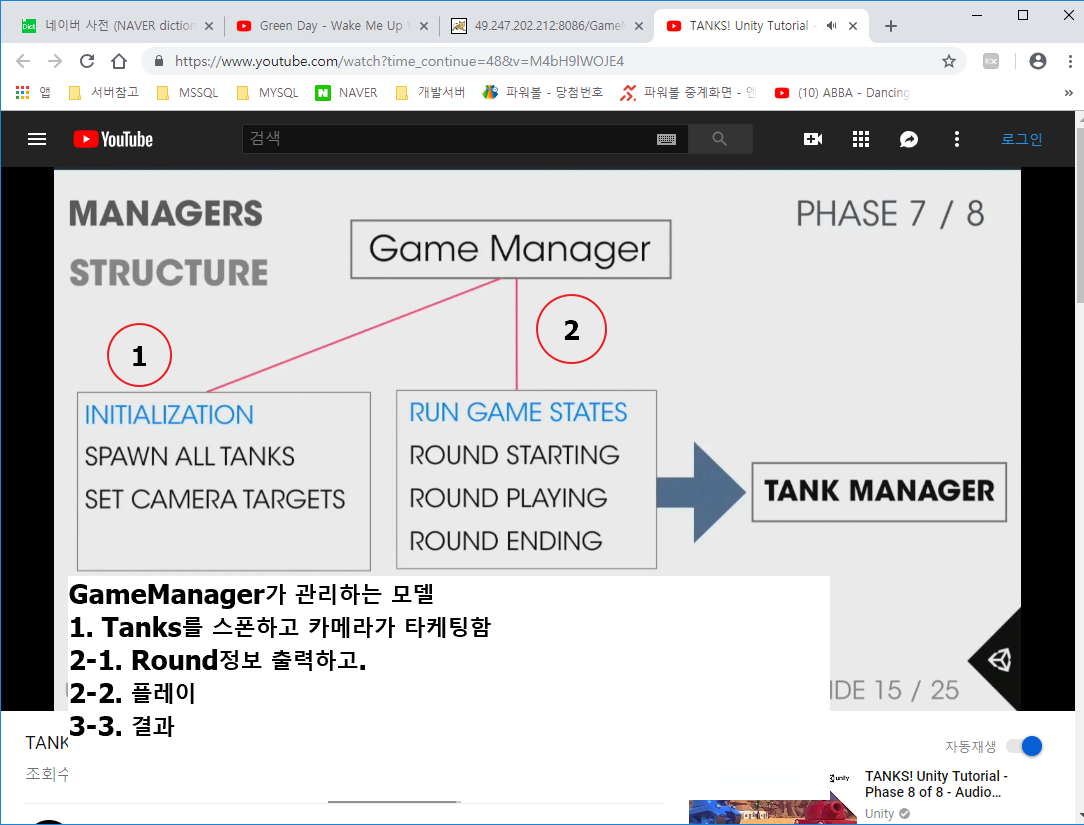 네이버 사전 (NAVER diction
Green Day - Wake Me Up
49.247.202.212:8086/Game
TANKS! Unity Tutorial -
https://www.youtube.com/watch?time_continue=48&v=M4bH9lWOJE4
앱
서버참고
MSSQL
MYSQL
NAVER
개발서버
파워볼 - 당첨번호
파워볼 중계화면 -
(10) ABBA - Dancing
YouTube
검색
로그인
MANAGERS
STRUCTURE
Game Manager
PHASE 7 / 8
1
2
INITIALIZATION
SPAWN ALL TANKS
SET CAMERA TARGETS
RUN GAME STATES
ROUND STARTING
ROUND PLAYING
ROUND ENDING
TANK MANAGER
GameManager가 관리하는 모델
1. Tanks를 스폰하고 카메라가 타케팅함
2-1. Round정보 출력하고.
2-2. 플레이
3-3. 결과
IDE 15 / 25
TANK
조회수
자동재생
unity
TANKS! Unity Tutorial -
Phase 8 of 8 - Audio...
Unity